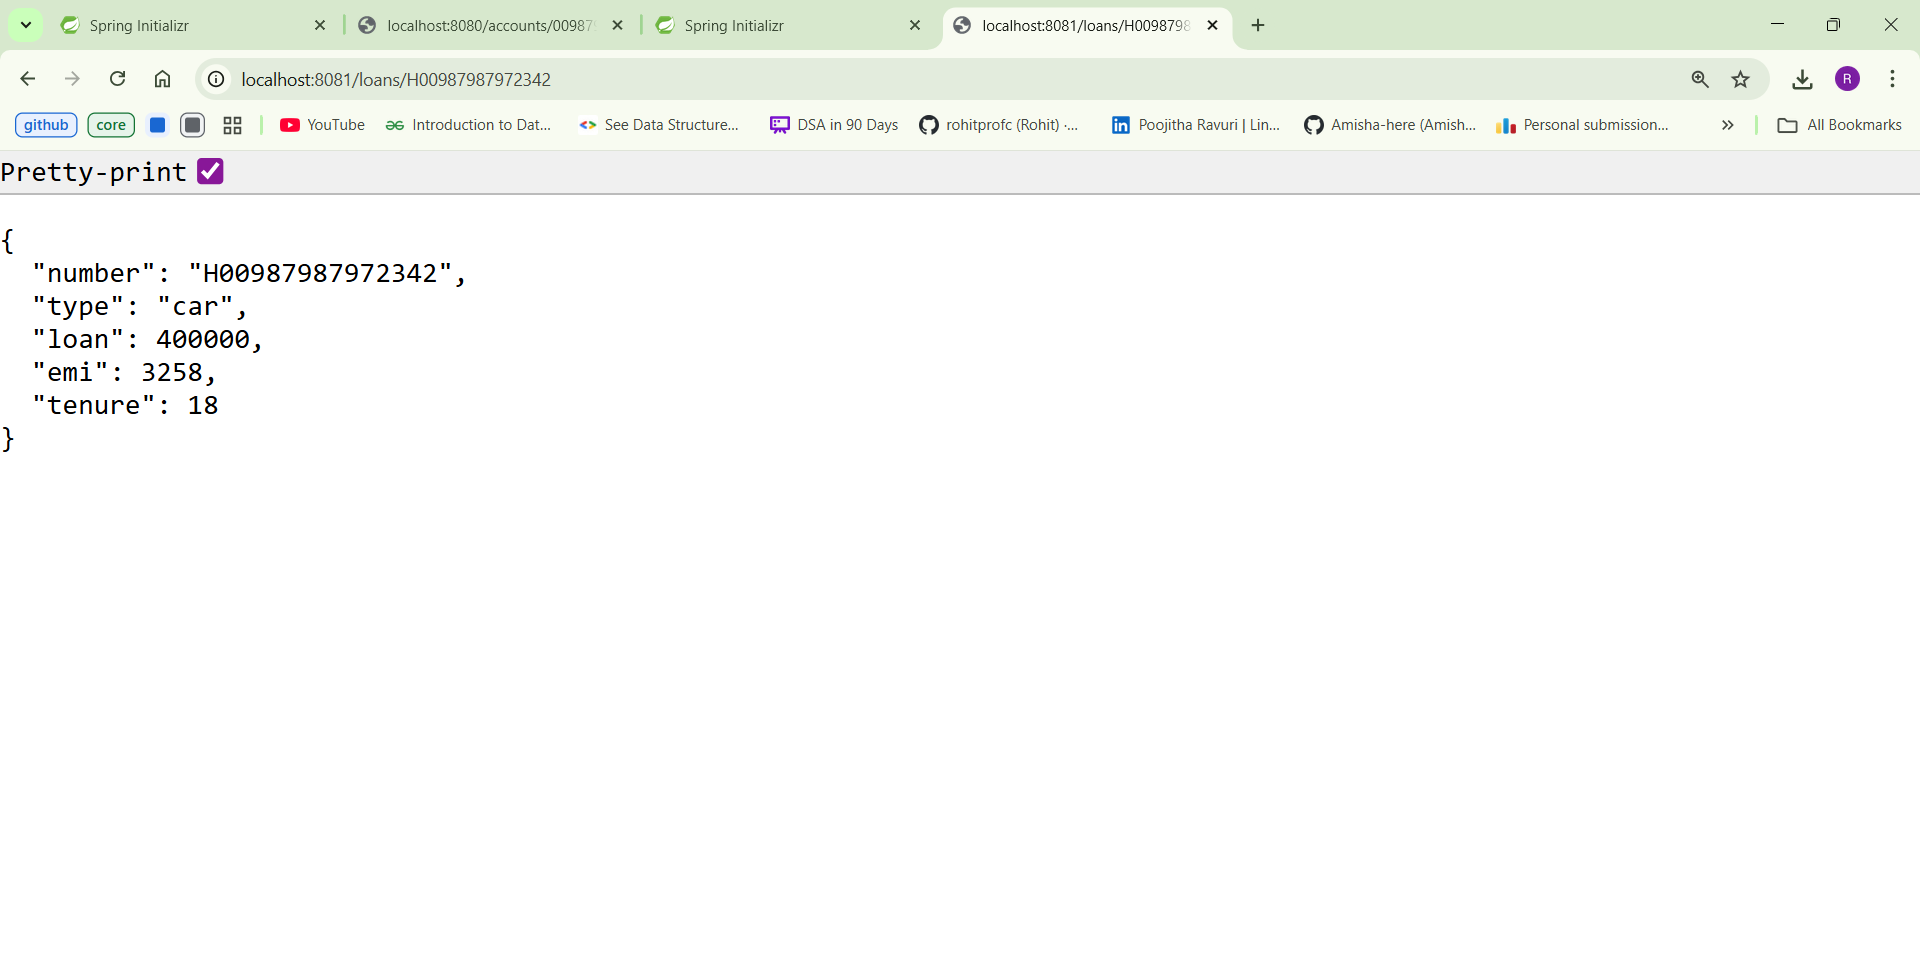 Spring Initializr
localhost:8080/accounts/00987
Spring Initializr
localhost:8081/loans/H0098798
localhost:8081/loans/H00987987972342
R
github
core
YouTube
Introduction to Dat...
See Data Structure...
DSA in 90 Days
rohitprofc (Rohit) ·...
Poojitha Ravuri | Lin...
Amisha-here (Amish...
Personal submission...
All Bookmarks
Pretty-print
{
"number": "H00987987972342",
"type": "car",
"loan": 400000,
"emi": 3258,
"tenure": 18
}